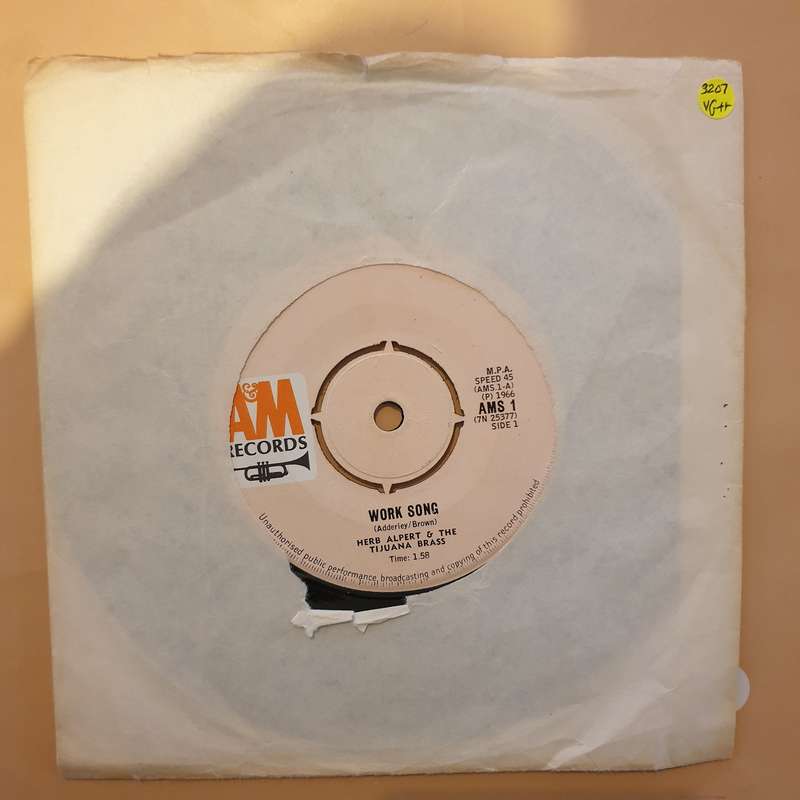 3207
VG++
A&M
RECORDS
M.P.A.
SPEED 45
(AMS.1-A)
(P) 1966
AMS 1
(7N 25377)
SIDE 1
WORK SONG
(Adderley/Brown)
HERB ALPERT & THE
TIJUANA BRASS
Time: 1.58
Unauthorised public performance, broadcasting and copying of this record prohibited